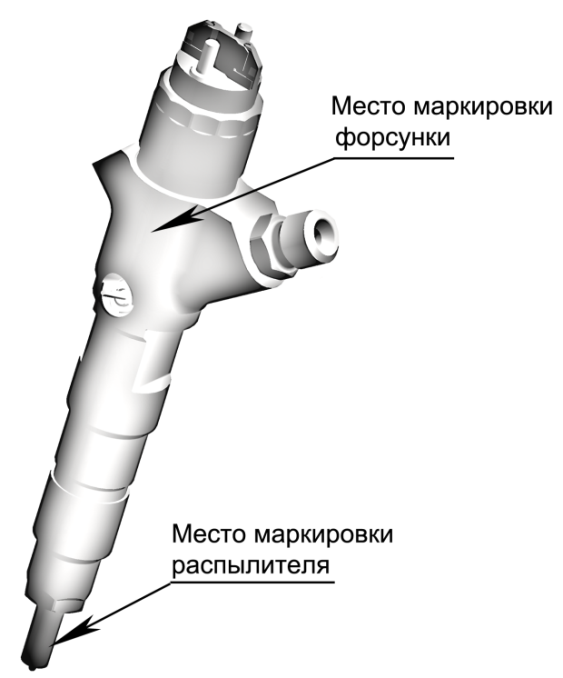 Место маркировки
форсунки
Место маркировки
распылителя